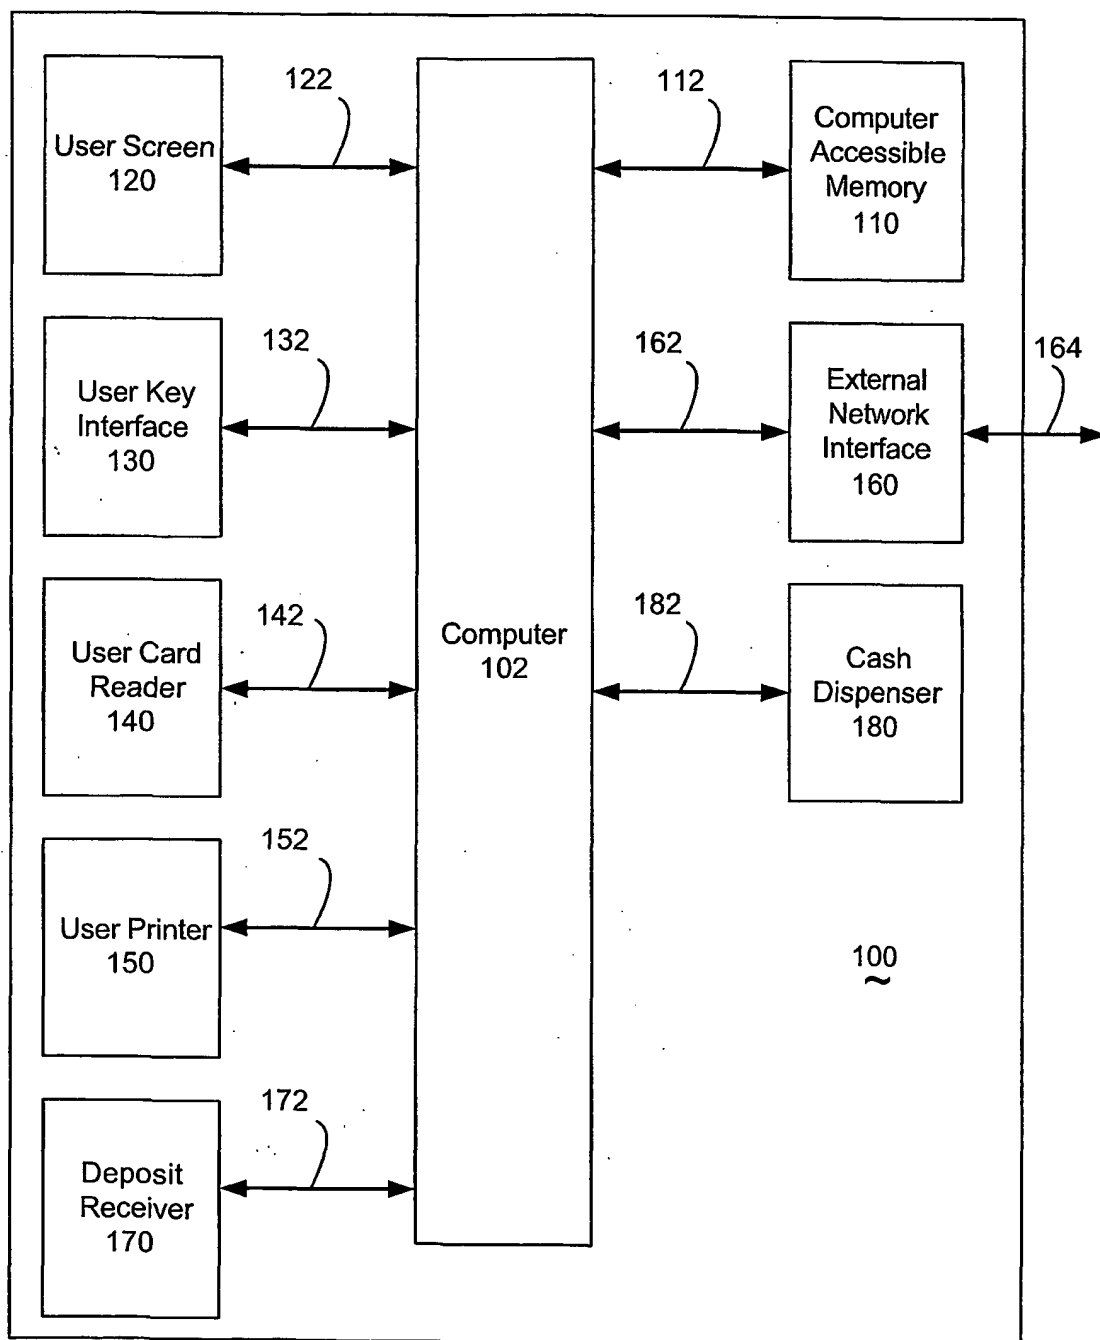 122
112
User Screen
120
Computer
Accessible
Memory
110
132
162
164
User Key
Interface
130
External
Network
Interface
160
142
182
User Card
Reader
140
Computer
102
Cash
Dispenser
180
152
User Printer
150
100
~
172
Deposit
Receiver
170